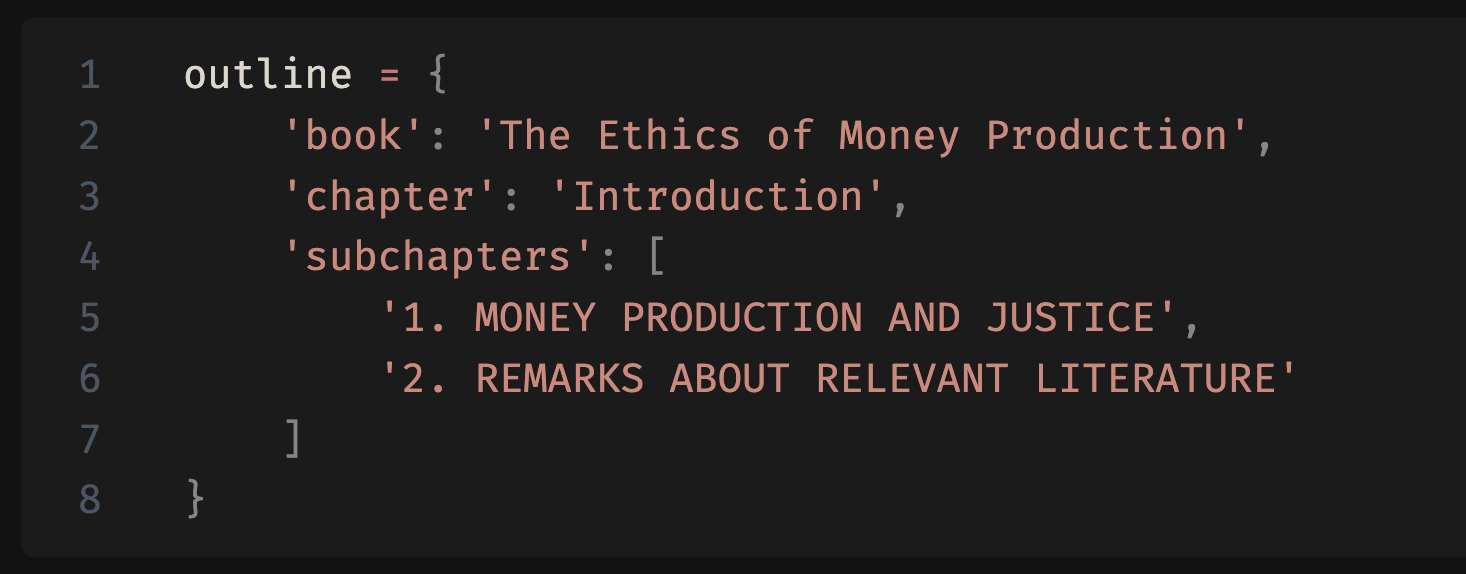 1 outline = {
2 'book': 'The Ethics of Money Production',
3 'chapter': 'Introduction',
4 'subchapters': [
5 '1. MONEY PRODUCTION AND JUSTICE',
6 '2. REMARKS ABOUT RELEVANT LITERATURE'
7 ]
8 }